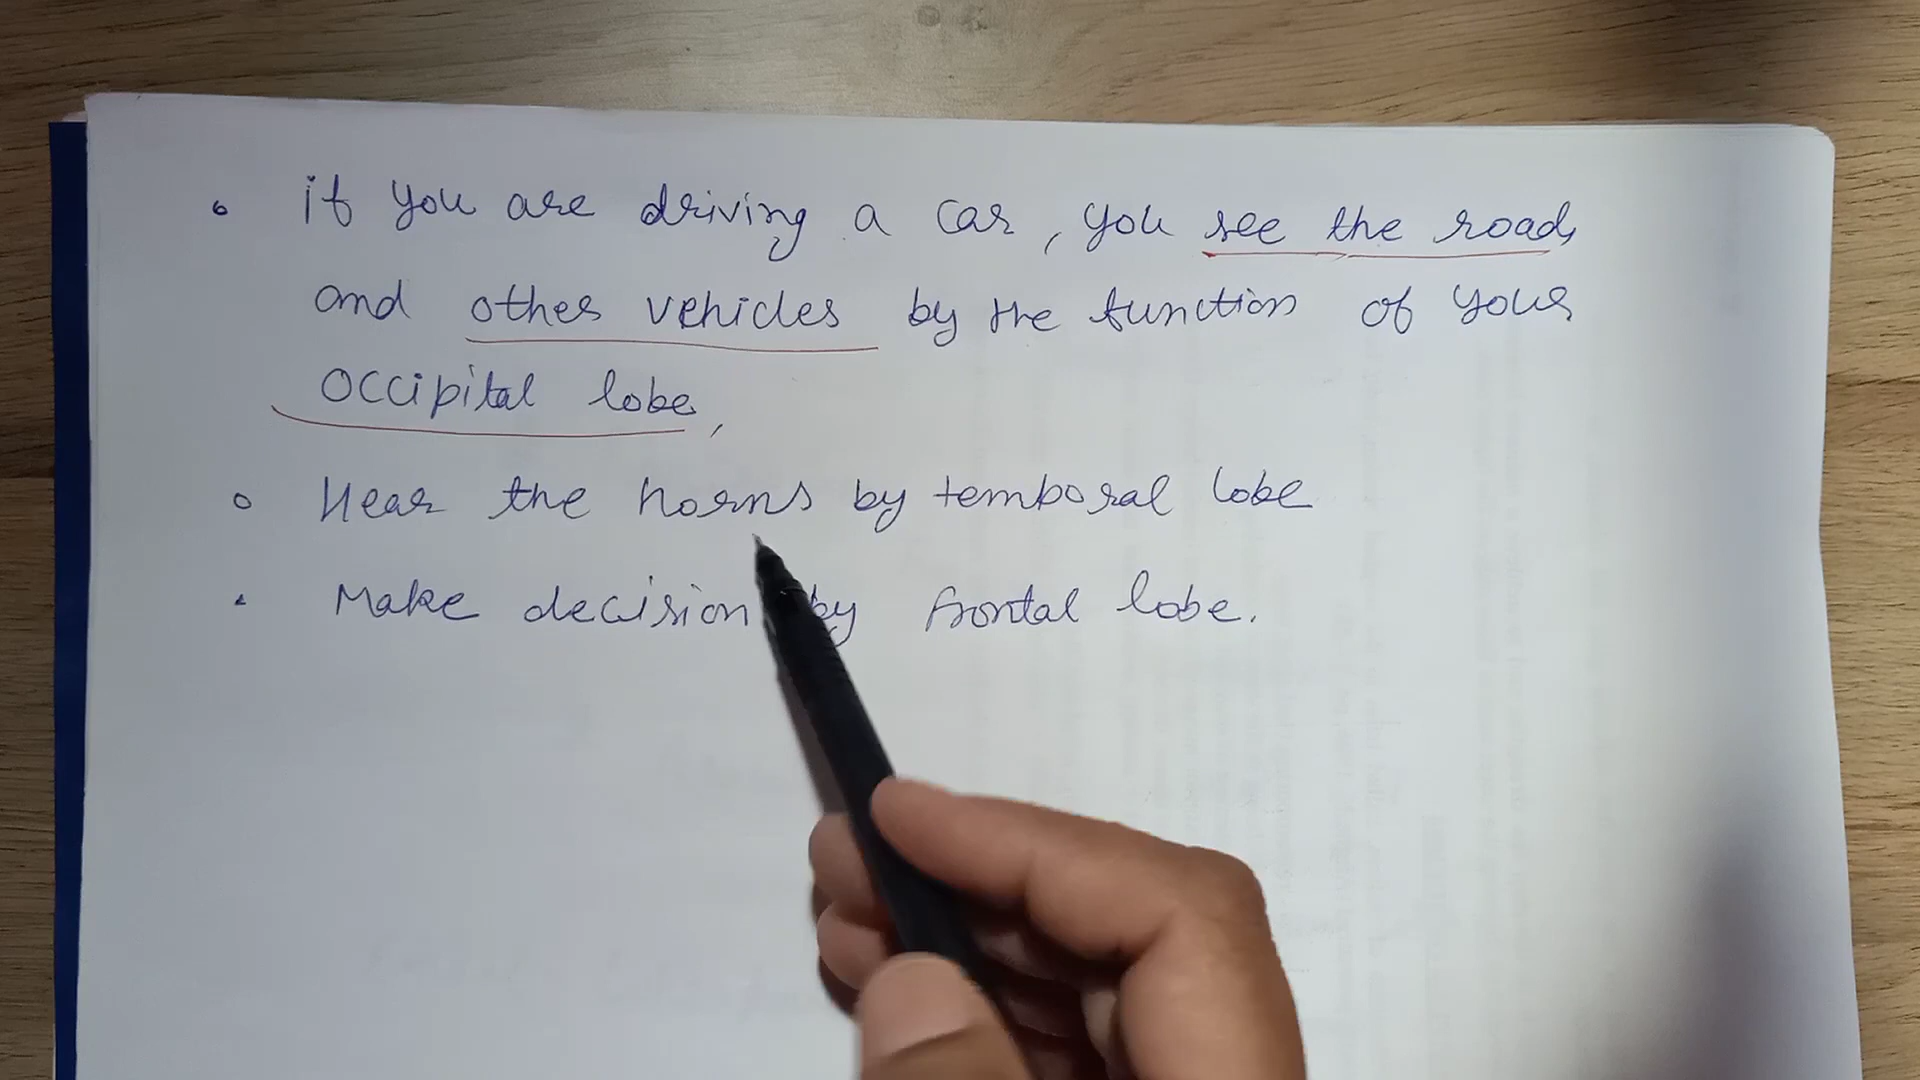 • if you are driving a car, you see the road,
and other vehicles by the function of your
occipital lobe,
• Hear the horns by temporal lobe
• Make decision by frontal lobe.